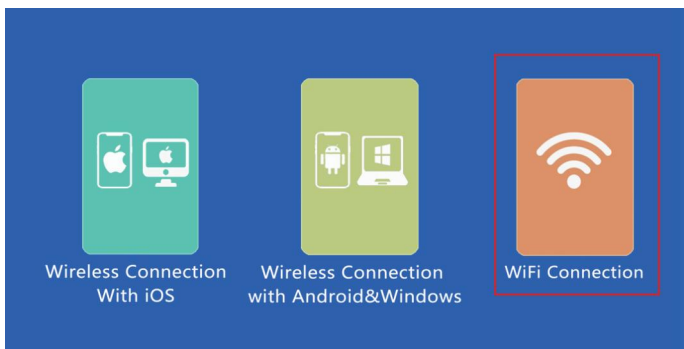 Wireless Connection
With iOS
Wireless Connection
with Android&Windows
WiFi Connection